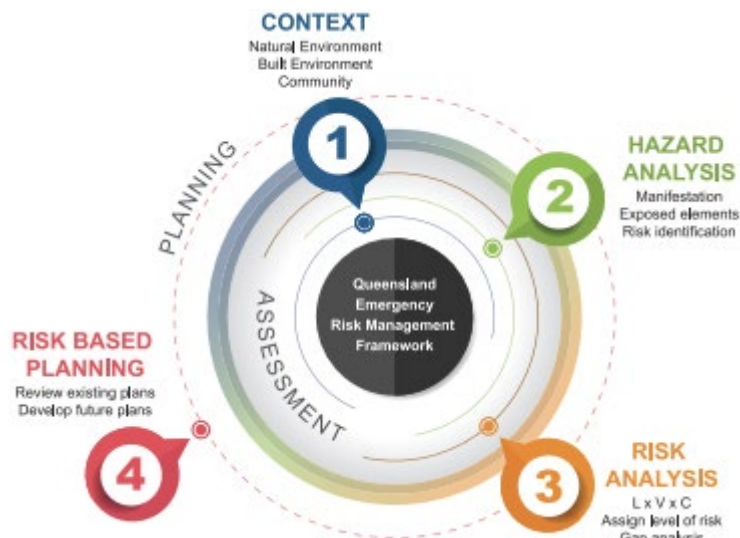 CONTEXT
Natural Environment
Built Environment
Community
1
PLANNING
HAZARD
ANALYSIS
2
Manifestation
Exposed elements
Risk identification
Queensland
Emergency
Risk Management
Framework
ASSESSMENT
RISK BASED
PLANNING
Review existing plans
Develop future plans
4
3
RISK
ANALYSIS
L x V x C
Assign level of risk
Gap analysis